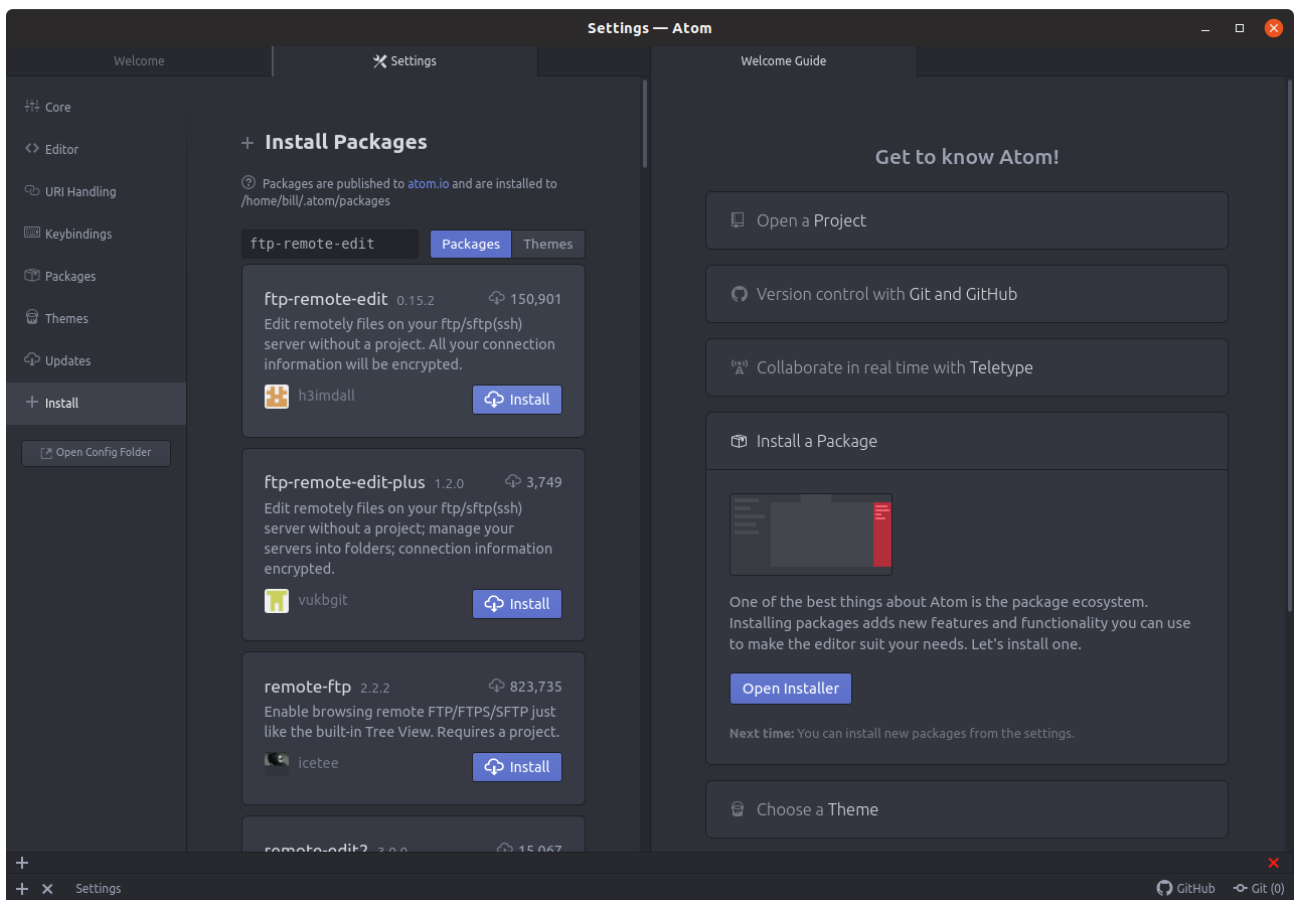 Settings — Atom
Welcome
Settings
Welcome Guide
Core
Editor
URI Handling
Keybindings
Packages
Themes
Updates
Install
Open Config Folder
Install Packages
Packages are published to atom.io and are installed to
/home/bill/.atom/packages
ftp-remote-edit
Packages Themes
ftp-remote-edit 0.15.2 150,901
Edit remotely files on your ftp/sftp(ssh)
server without a project. All your connection
information will be encrypted.
h3imdall
Install
ftp-remote-edit-plus 1.2.0 3,749
Edit remotely files on your ftp/sftp(ssh)
server without a project; manage your
servers into folders; connection information
encrypted.
vukbgit
Install
remote-ftp 2.2.2 823,735
Enable browsing remote FTP/FTPS/SFTP just
like the built-in Tree View. Requires a project.
icetee
Install
remote-edit2 3.0.0 15,067
Get to know Atom!
Open a Project
Version control with Git and GitHub
Collaborate in real time with Teletype
Install a Package
One of the best things about Atom is the package ecosystem.
Installing packages adds new features and functionality you can use
to make the editor suit your needs. Let's install one.
Open Installer
Next time: You can install new packages from the settings.
Choose a Theme
Settings
GitHub
Git (0)